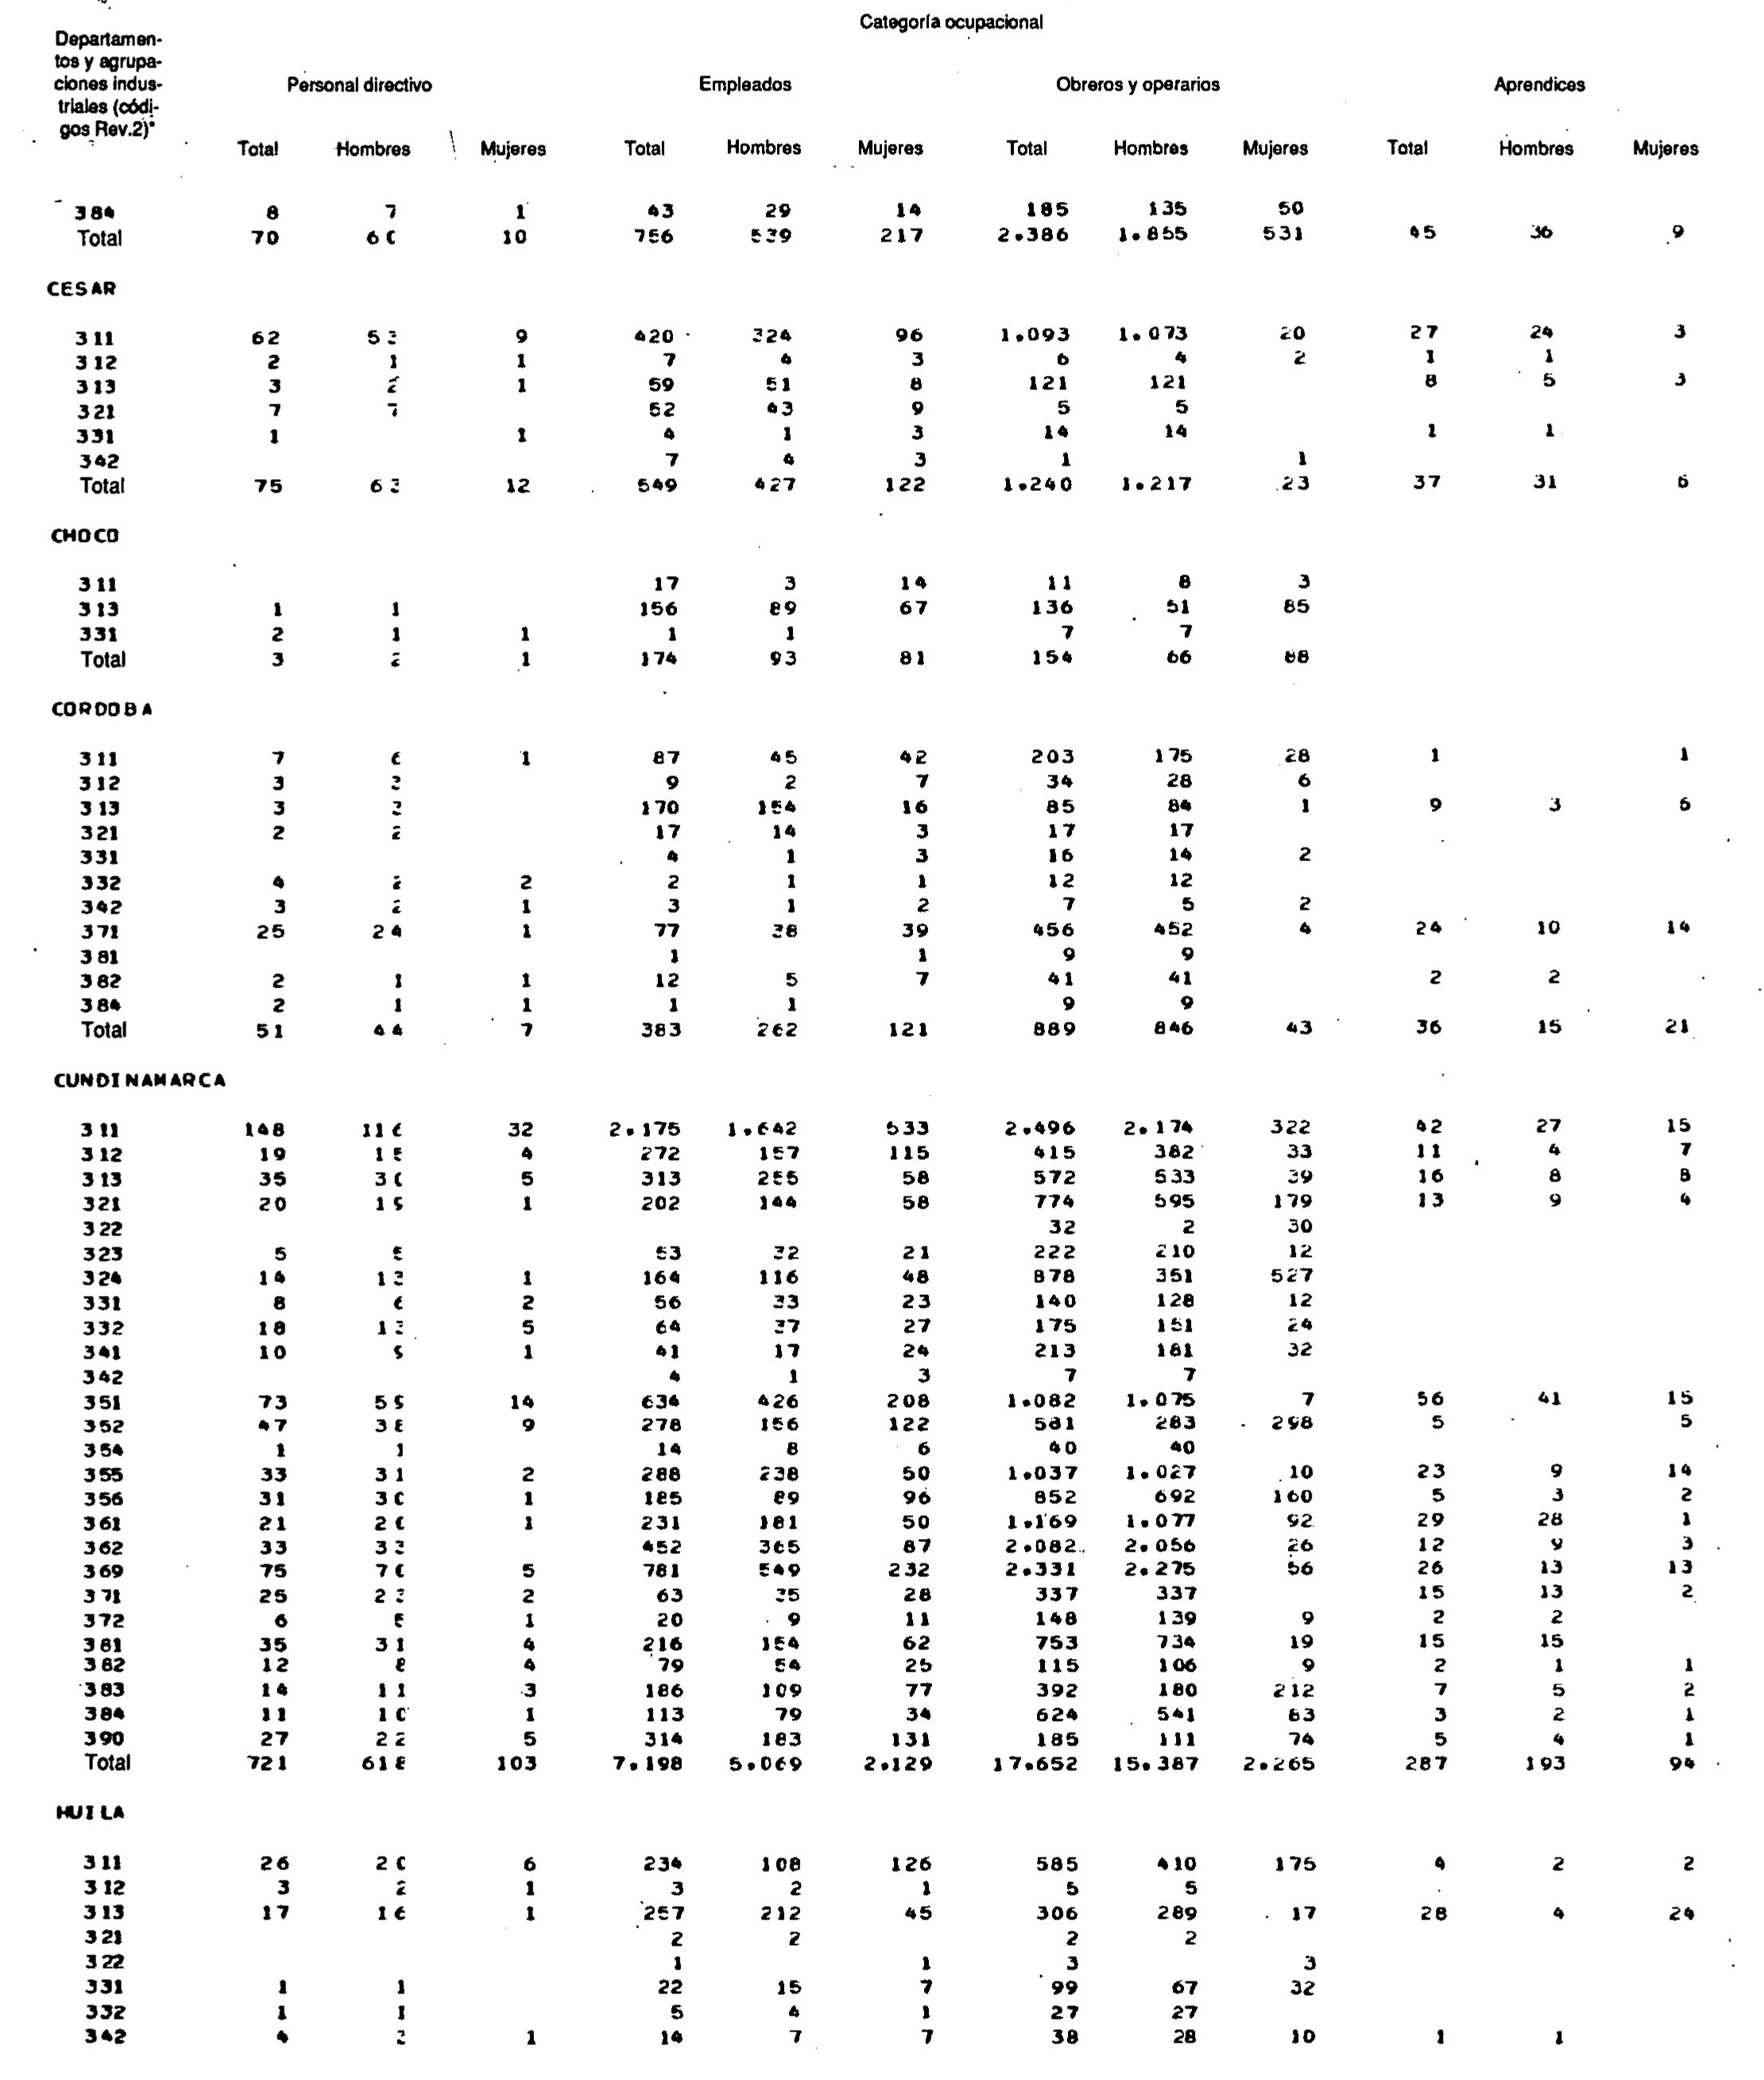 Categoría ocupacional
Departamen-
tos y agrupa-
ciones indus-
triales (códi-
gos Rev.2)*
Personal directivo Empleados Obreros y operarios Aprendices
Total Hombres Mujeres Total Hombres Mujeres Total Hombres Mujeres Total Hombres Mujeres
384 8 7 1 43 29 14 185 135 50
Total 70 60 10 756 539 217 2.386 1.855 531 45 36 9
CESAR
311 62 53 9 420 324 96 1.093 1.073 20 27 24 3
312 2 1 1 7 4 3 6 4 2 1 1
313 3 2 1 59 51 8 121 121 8 5 3
321 7 7 52 43 9 5 5
331 1 1 4 1 3 14 14 1 1
342 7 4 3 1 1
Total 75 63 12 549 427 122 1.240 1.217 23 37 31 6
CHOCO
311 17 3 14 11 8 3
313 1 1 156 89 67 136 51 85
331 2 1 1 1 1 7 7
Total 3 2 1 174 93 81 154 66 88
CORDOBA
311 7 6 1 87 45 42 203 175 28 1 1
312 3 3 9 2 7 34 28 6
313 3 3 170 154 16 85 84 1 9 3 6
321 2 2 17 14 3 17 17
331 4 1 3 16 14 2
332 4 2 2 2 1 1 12 12
342 3 2 1 3 1 2 7 5 2
371 25 24 1 77 38 39 456 452 4 24 10 14
381 1 1 9 9
382 2 1 1 12 5 7 41 41 2 2
384 2 1 1 1 1 9 9
Total 51 44 7 383 262 121 889 846 43 36 15 21
CUNDINAMARCA
311 148 116 32 2.175 1.642 533 2.496 2.174 322 42 27 15
312 19 15 4 272 157 115 415 382 33 11 4 7
313 35 30 5 313 255 58 572 533 39 16 8 8
321 20 19 1 202 144 58 774 595 179 13 9 4
322 32 2 30
323 5 5 53 32 21 222 210 12
324 14 13 1 164 116 48 878 351 527
331 8 6 2 56 33 23 140 128 12
332 18 13 5 64 37 27 175 151 24
341 10 9 1 41 17 24 213 181 32
342 4 1 3 7 7
351 73 59 14 634 426 208 1.082 1.075 7 56 41 15
352 47 38 9 278 156 122 581 283 298 5 5
354 1 1 14 8 6 40 40
355 33 31 2 288 238 50 1.037 1.027 10 23 9 14
356 31 30 1 185 89 96 852 692 160 5 3 2
361 21 20 1 231 181 50 1.169 1.077 92 29 28 1
362 33 33 452 365 87 2.082 2.056 26 12 9 3
369 75 70 5 781 549 232 2.331 2.275 56 26 13 13
371 25 23 2 63 35 28 337 337 15 13 2
372 6 5 1 20 9 11 148 139 9 2 2
381 35 31 4 216 154 62 753 734 19 15 15
382 12 8 4 79 54 25 115 106 9 2 1 1
383 14 11 3 186 109 77 392 180 212 7 5 2
384 11 10 1 113 79 34 624 541 83 3 2 1
390 27 22 5 314 183 131 185 111 74 5 4 1
Total 721 618 103 7.198 5.069 2.129 17.652 15.387 2.265 287 193 94
HUILA
311 26 20 6 234 108 126 585 410 175 4 2 2
312 3 2 1 3 2 1 5 5
313 17 16 1 257 212 45 306 289 17 28 4 24
321 2 2 2 2
322 1 1 3 3
331 1 1 22 15 7 99 67 32
332 1 1 5 4 1 27 27
342 4 3 1 14 7 7 38 28 10 1 1